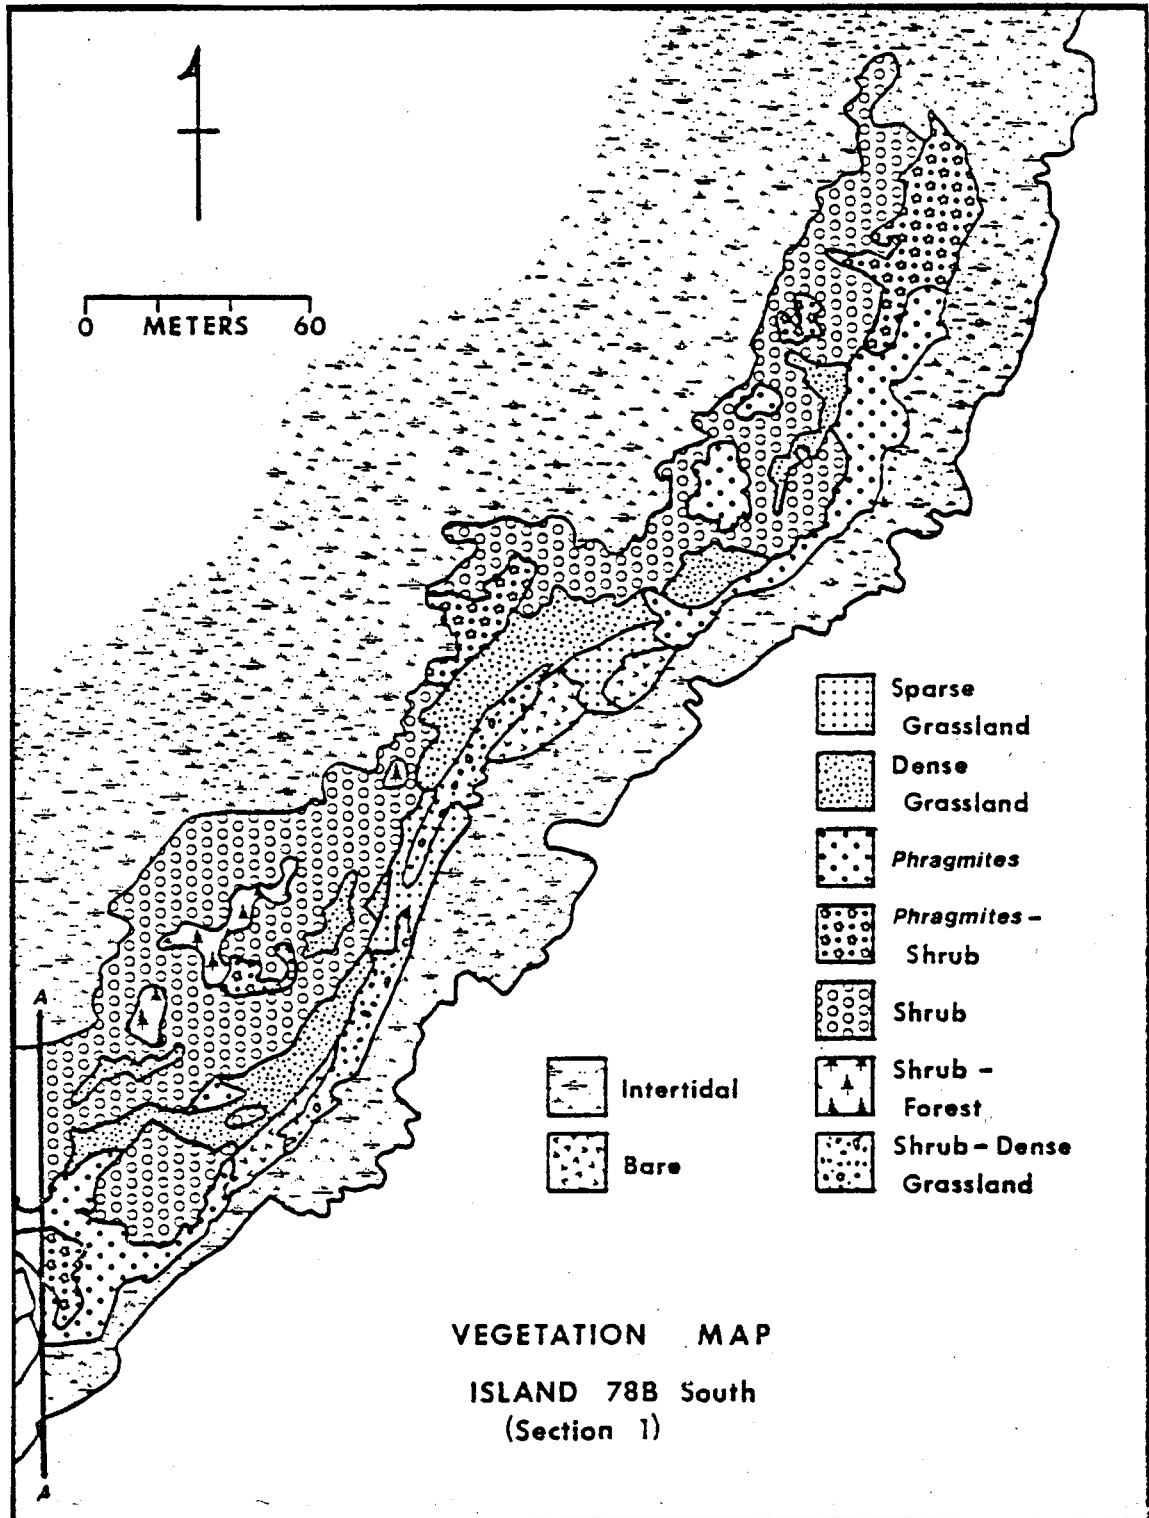 0 METERS 60
Sparse
Grassland
Dense
Grassland
Phragmites
Phragmites-
Shrub
Shrub
Shrub-
Forest
Shrub-Dense
Grassland
Intertidal
Bare
A
A
VEGETATION MAP
ISLAND 78B South
(Section 1)